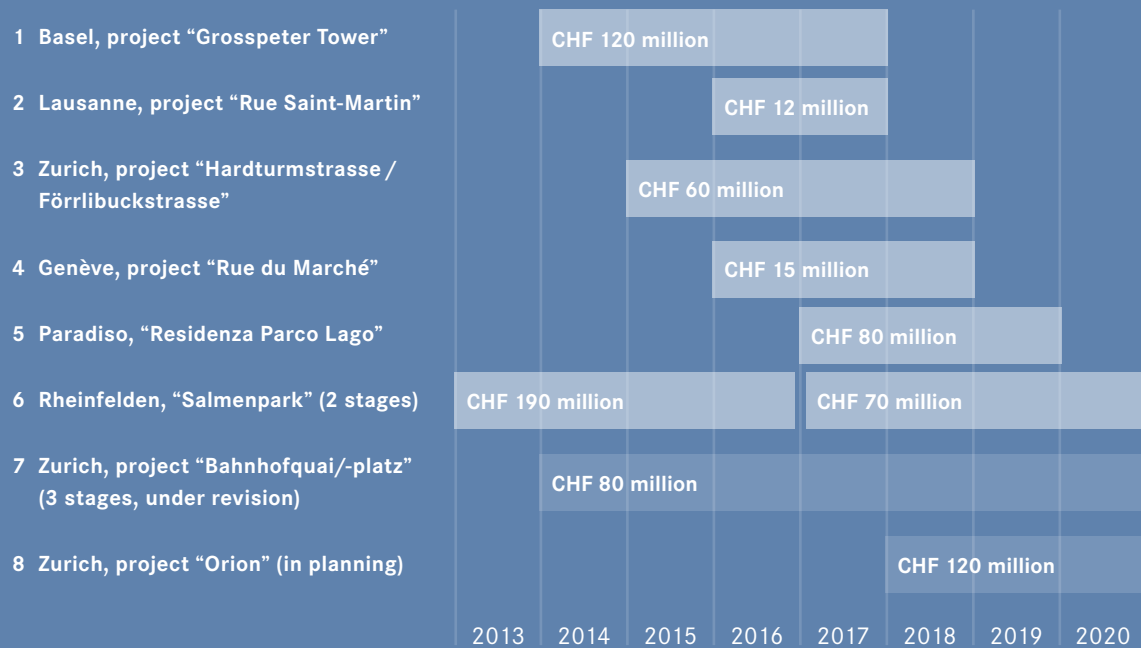 1 Basel, project “Grosspeter Tower”
CHF 120 million
2 Lausanne, project “Rue Saint-Martin”
CHF 12 million
3 Zurich, project “Hardturmstrasse /
Förrlibuckstrasse”
CHF 60 million
4 Genève, project “Rue du Marché”
CHF 15 million
5 Paradiso, “Residenza Parco Lago”
CHF 80 million
6 Rheinfelden, “Salmenpark” (2 stages)
CHF 190 million
CHF 70 million
7 Zurich, project “Bahnhofquai/-platz”
(3 stages, under revision)
CHF 80 million
8 Zurich, project “Orion” (in planning)
CHF 120 million
2013 2014 2015 2016 2017 2018 2019 2020